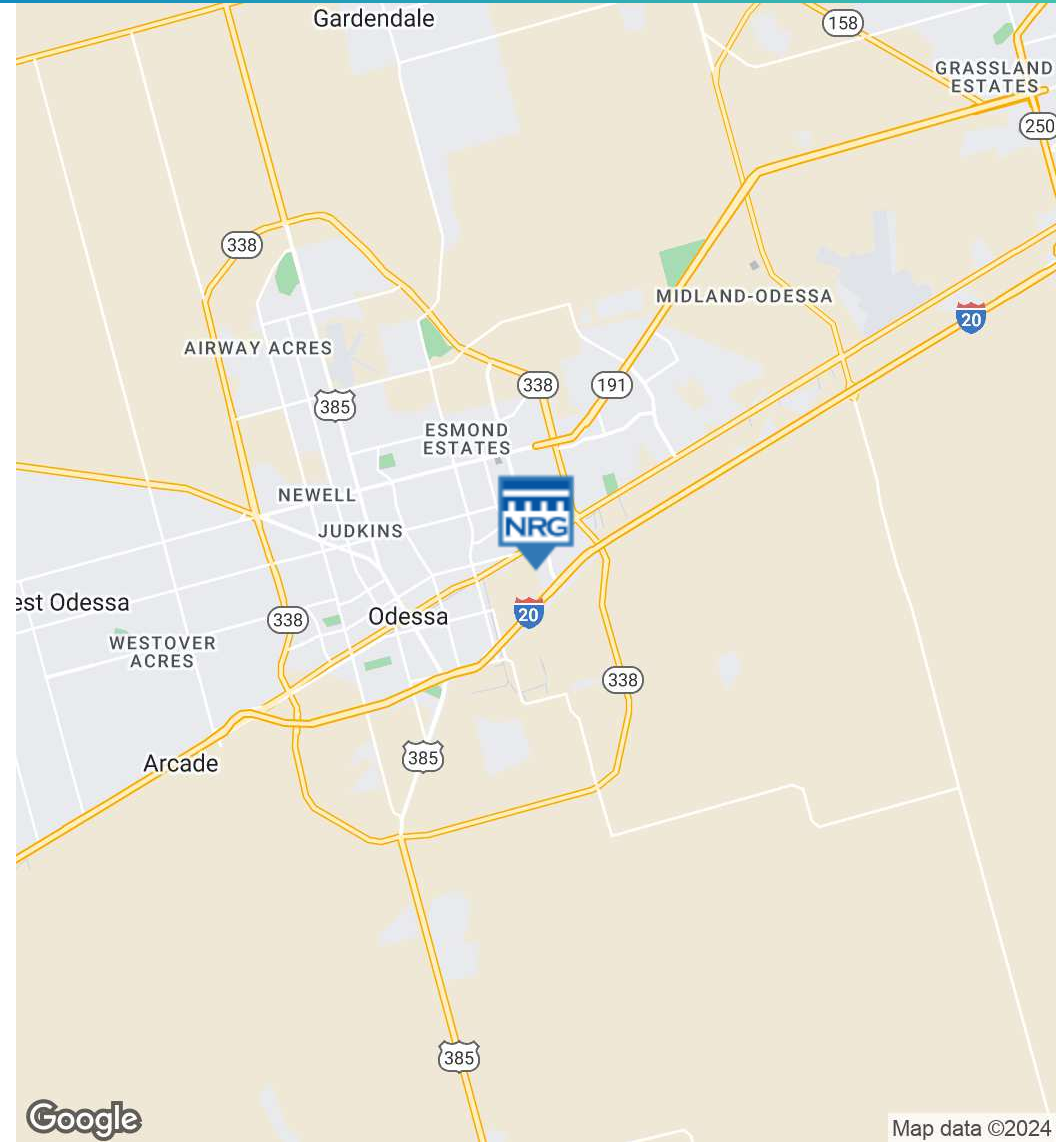 Gardendale
158
GRASSLAND
ESTATES
250
338
MIDLAND-ODESSA
20
AIRWAY ACRES
385
338
191
ESMOND
ESTATES
NEWELL
NRG
JUDKINS
est Odessa
Odessa
20
338
WESTOVER
ACRES
338
Arcade
385
385
Google
Map data ©2024